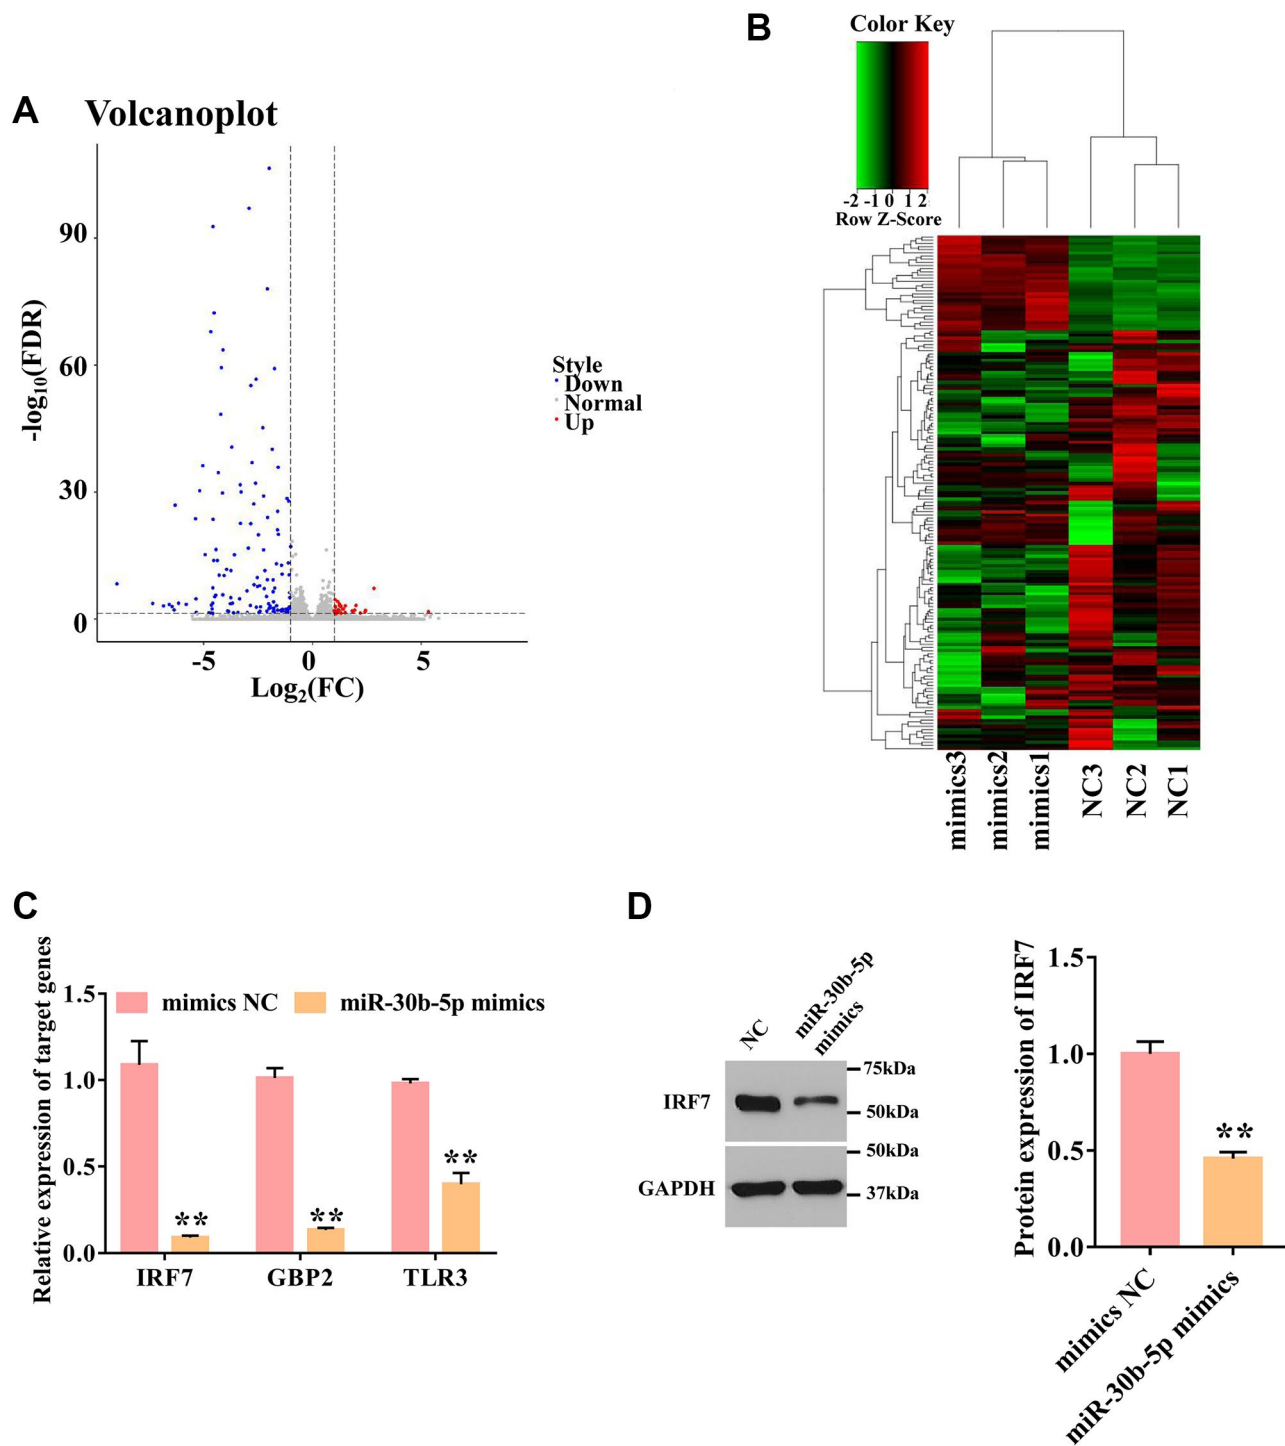 A
Volcanoplot
90
60
30
0
-5
0
5
-log10(FDR)
Log2(FC)
Style
Down
Normal
Up
B
Color Key
-2 -1 0 1 2
Row Z-Score
mimics3
mimics2
mimics1
NC3
NC2
NC1
C
Relative expression of target genes
1.5
1.0
0.5
0.0
mimics NC
miR-30b-5p mimics
**
**
**
IRF7
GBP2
TLR3
D
NC
miR-30b-5p
mimics
IRF7
GAPDH
75kDa
50kDa
50kDa
37kDa
Protein expression of IRF7
1.5
1.0
0.5
0.0
**
mimics NC
miR-30b-5p mimics